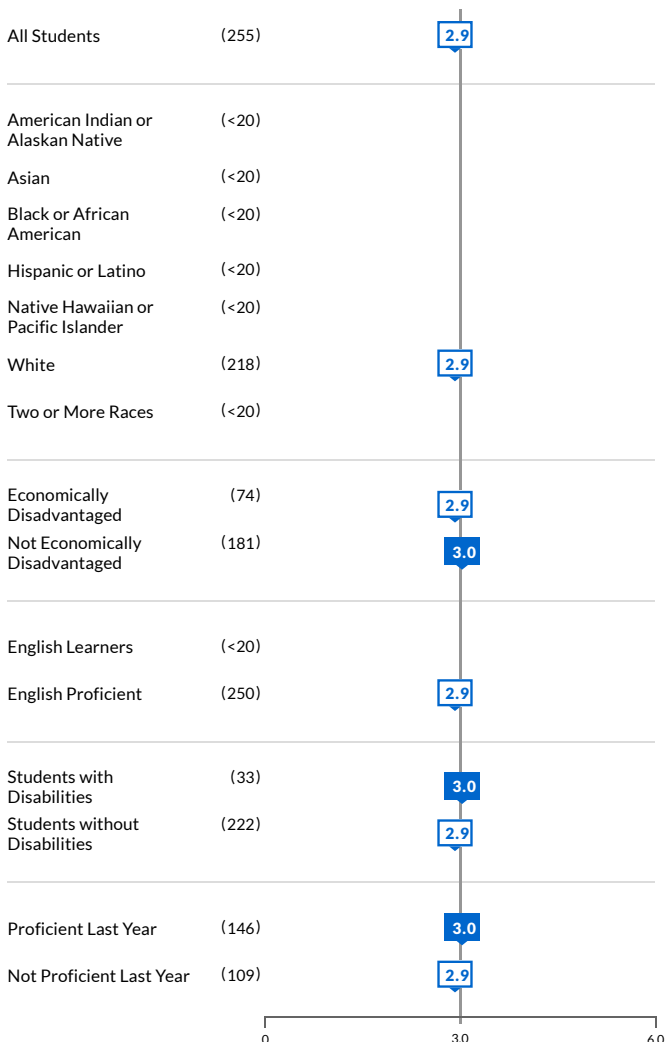 All Students (255) 2.9
American Indian or (<20)
Alaskan Native
Asian (<20)
Black or African (<20)
American
Hispanic or Latino (<20)
Native Hawaiian or (<20)
Pacific Islander
White (218) 2.9
Two or More Races (<20)
Economically (74) 2.9
Disadvantaged
Not Economically (181) 3.0
Disadvantaged
English Learners (<20)
English Proficient (250) 2.9
Students with (33) 3.0
Disabilities
Students without (222) 2.9
Disabilities
Proficient Last Year (146) 3.0
Not Proficient Last Year (109) 2.9
0 3.0 6.0